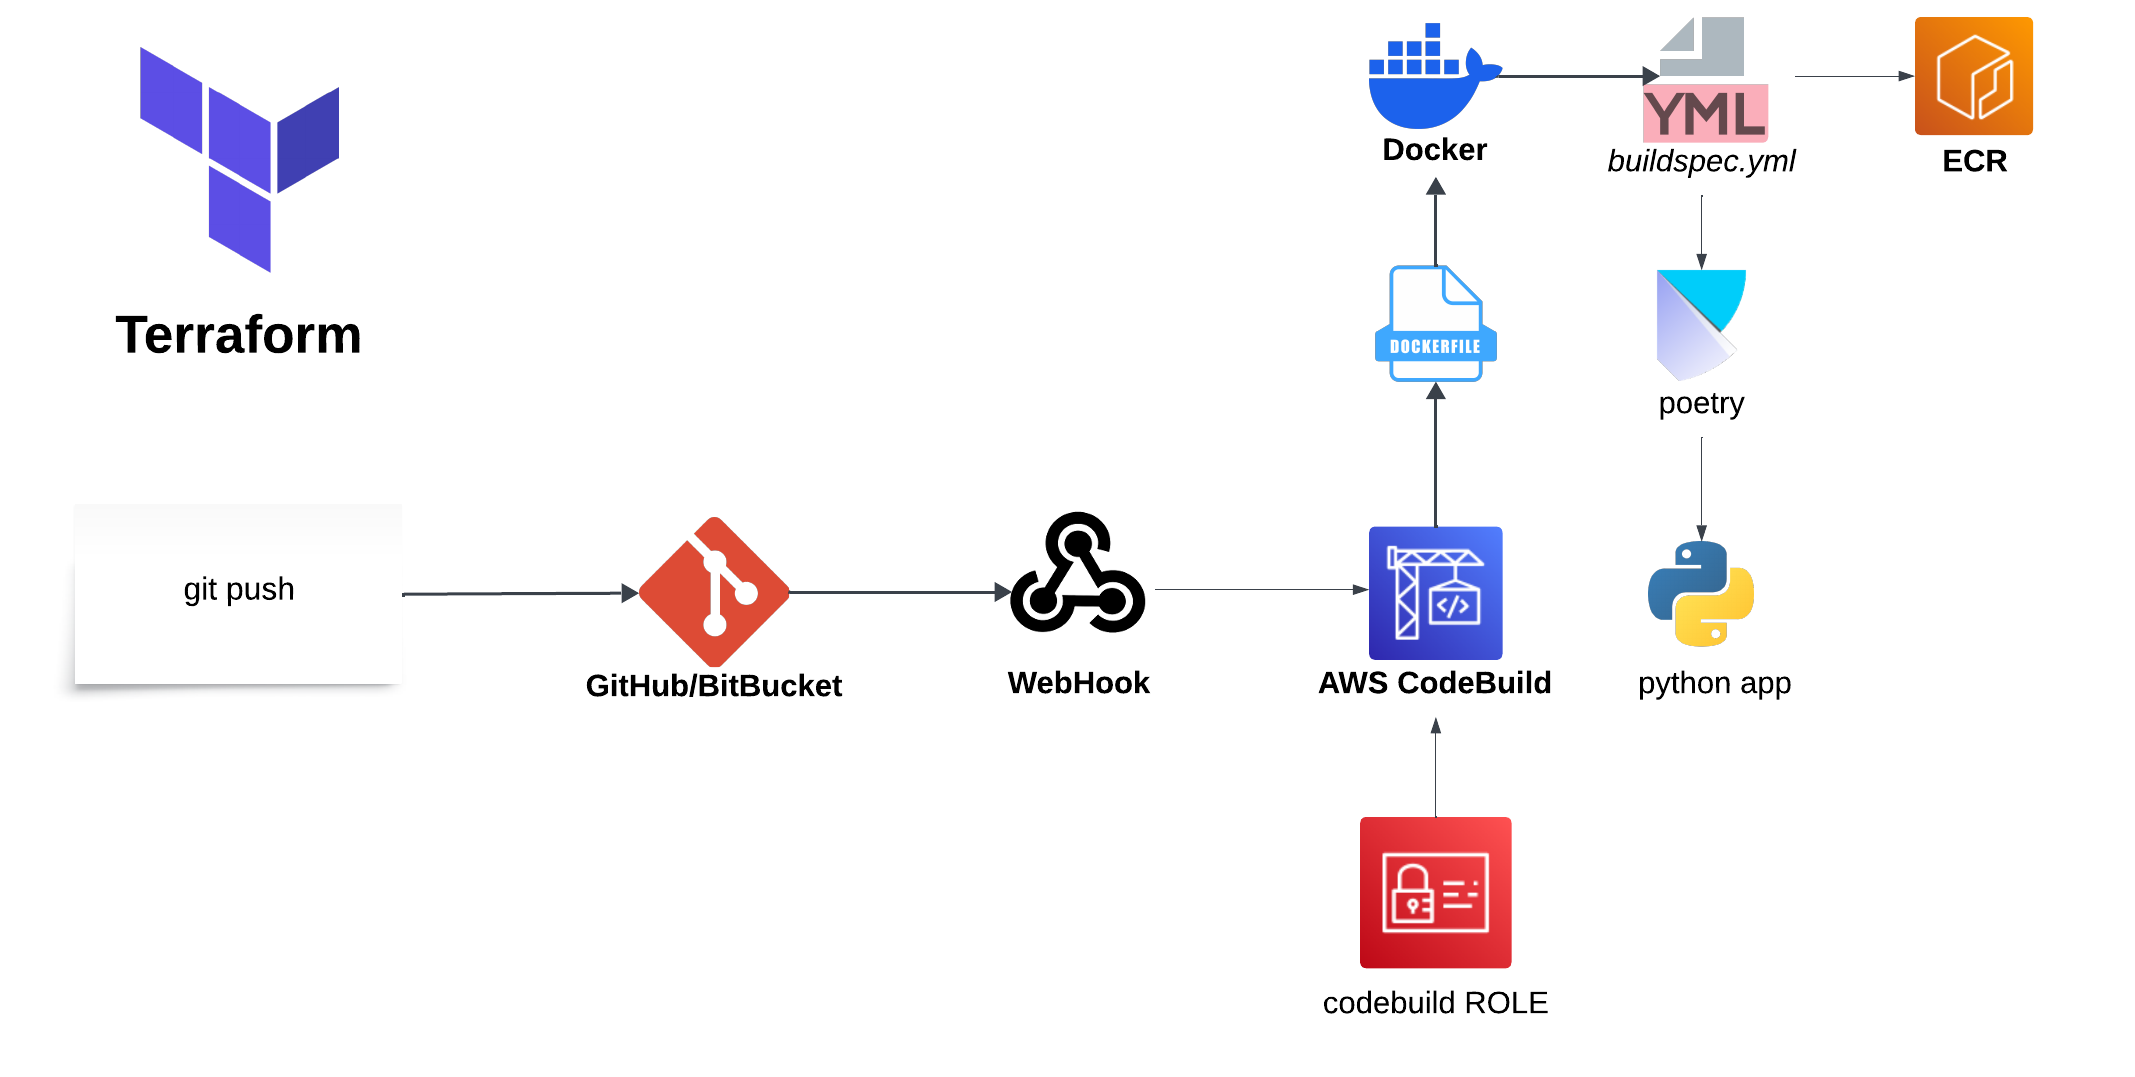 Terraform
git push
GitHub/BitBucket
WebHook
AWS CodeBuild
codebuild ROLE
DOCKERFILE
Docker
YML
buildspec.yml
ECR
poetry
python app